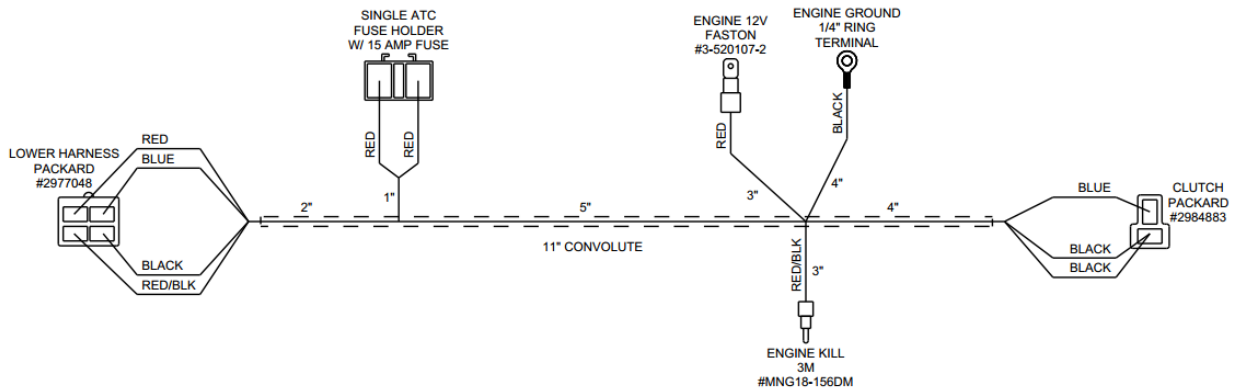 SINGLE ATC
FUSE HOLDER
W/ 15 AMP FUSE
ENGINE 12V
FASTON
#3-520107-2
ENGINE GROUND
1/4" RING
TERMINAL
RED
RED
RED
BLACK
LOWER HARNESS
PACKARD
#2977048
RED
BLUE
BLACK
RED/BLK
2"
1"
5"
3"
4"
4"
11" CONVOLUTE
RED/BLK
3"
BLUE
BLACK
BLACK
CLUTCH
PACKARD
#2984883
ENGINE KILL
3M
#MNG18-156DM